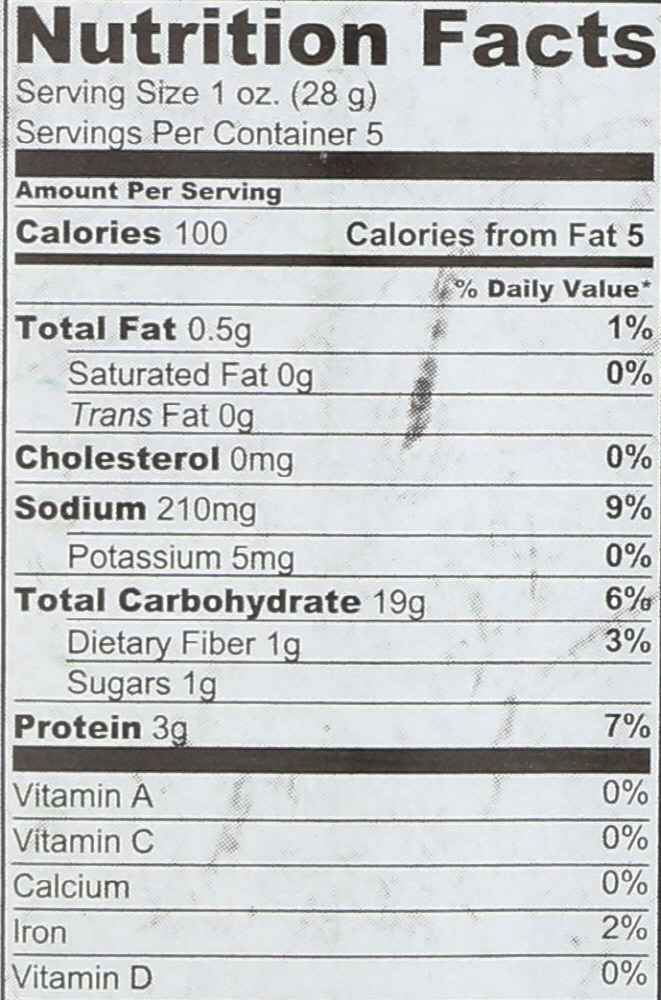 Nutrition Facts
Serving Size 1 oz. (28 g)
Servings Per Container 5
Amount Per Serving
Calories 100 Calories from Fat 5
% Daily Value*
Total Fat 0.5g 1%
Saturated Fat 0g 0%
Trans Fat 0g
Cholesterol 0mg 0%
Sodium 210mg 9%
Potassium 5mg 0%
Total Carbohydrate 19g 6%
Dietary Fiber 1g 3%
Sugars 1g
Protein 3g 7%
Vitamin A 0%
Vitamin C 0%
Calcium 0%
Iron 2%
Vitamin D 0%